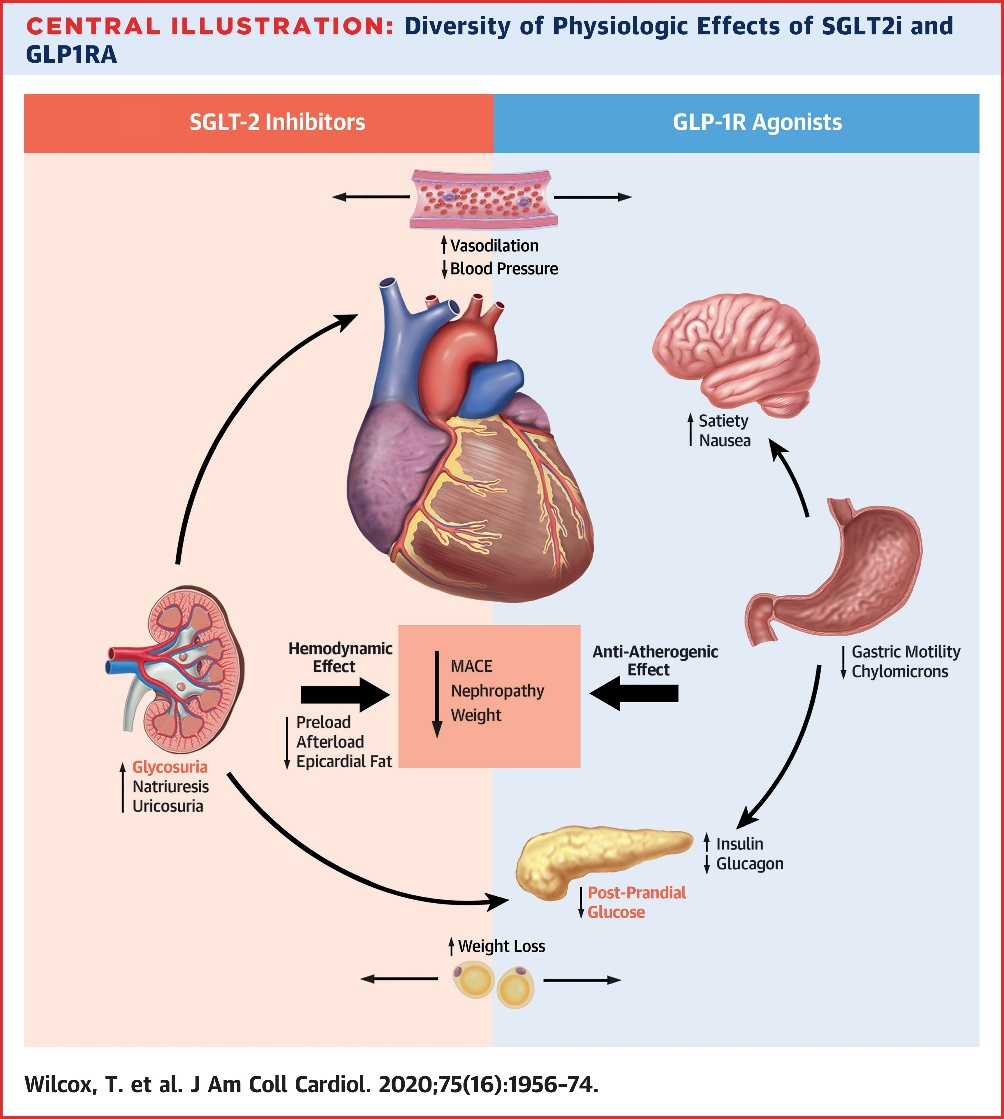 CENTRAL ILLUSTRATION: Diversity of Physiologic Effects of SGLT2i and
GLP1RA
SGLT-2 Inhibitors
GLP-1R Agonists
↑ Vasodilation
↓ Blood Pressure
↑ Satiety
Nausea
↓ Gastric Motility
Chylomicrons
Hemodynamic
Effect
↓ Preload
Afterload
Epicardial Fat
↓ MACE
Nephropathy
Weight
Anti-Atherogenic
Effect
↑ Glycosuria
Natriuresis
Uricosuria
↑ Insulin
↓ Glucagon
↓ Post-Prandial
Glucose
↑ Weight Loss
Wilcox, T. et al. J Am Coll Cardiol. 2020;75(16):1956–74.